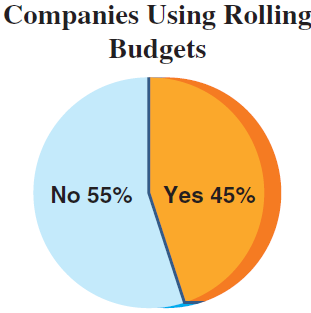 Companies Using Rolling
Budgets
No 55%
Yes 45%